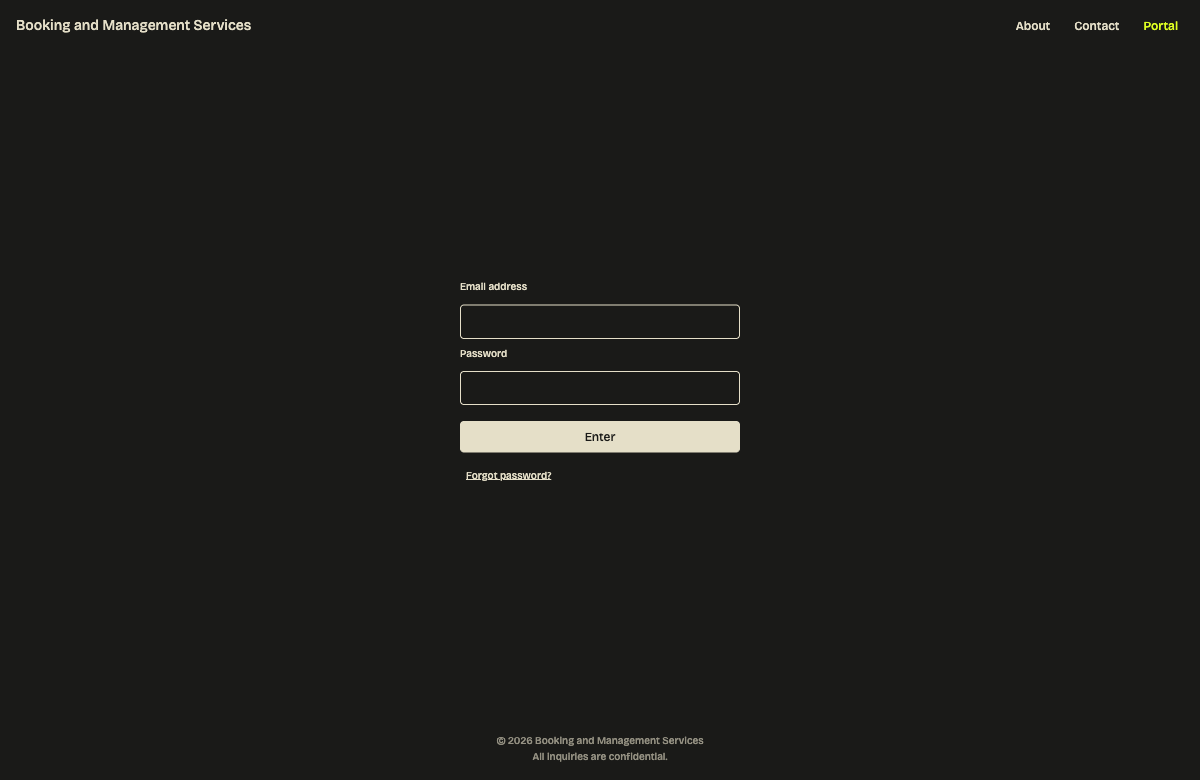 Booking and Management Services
About Contact Portal
Email address
Password
Enter
Forgot password?
© 2026 Booking and Management Services
All inquiries are confidential.